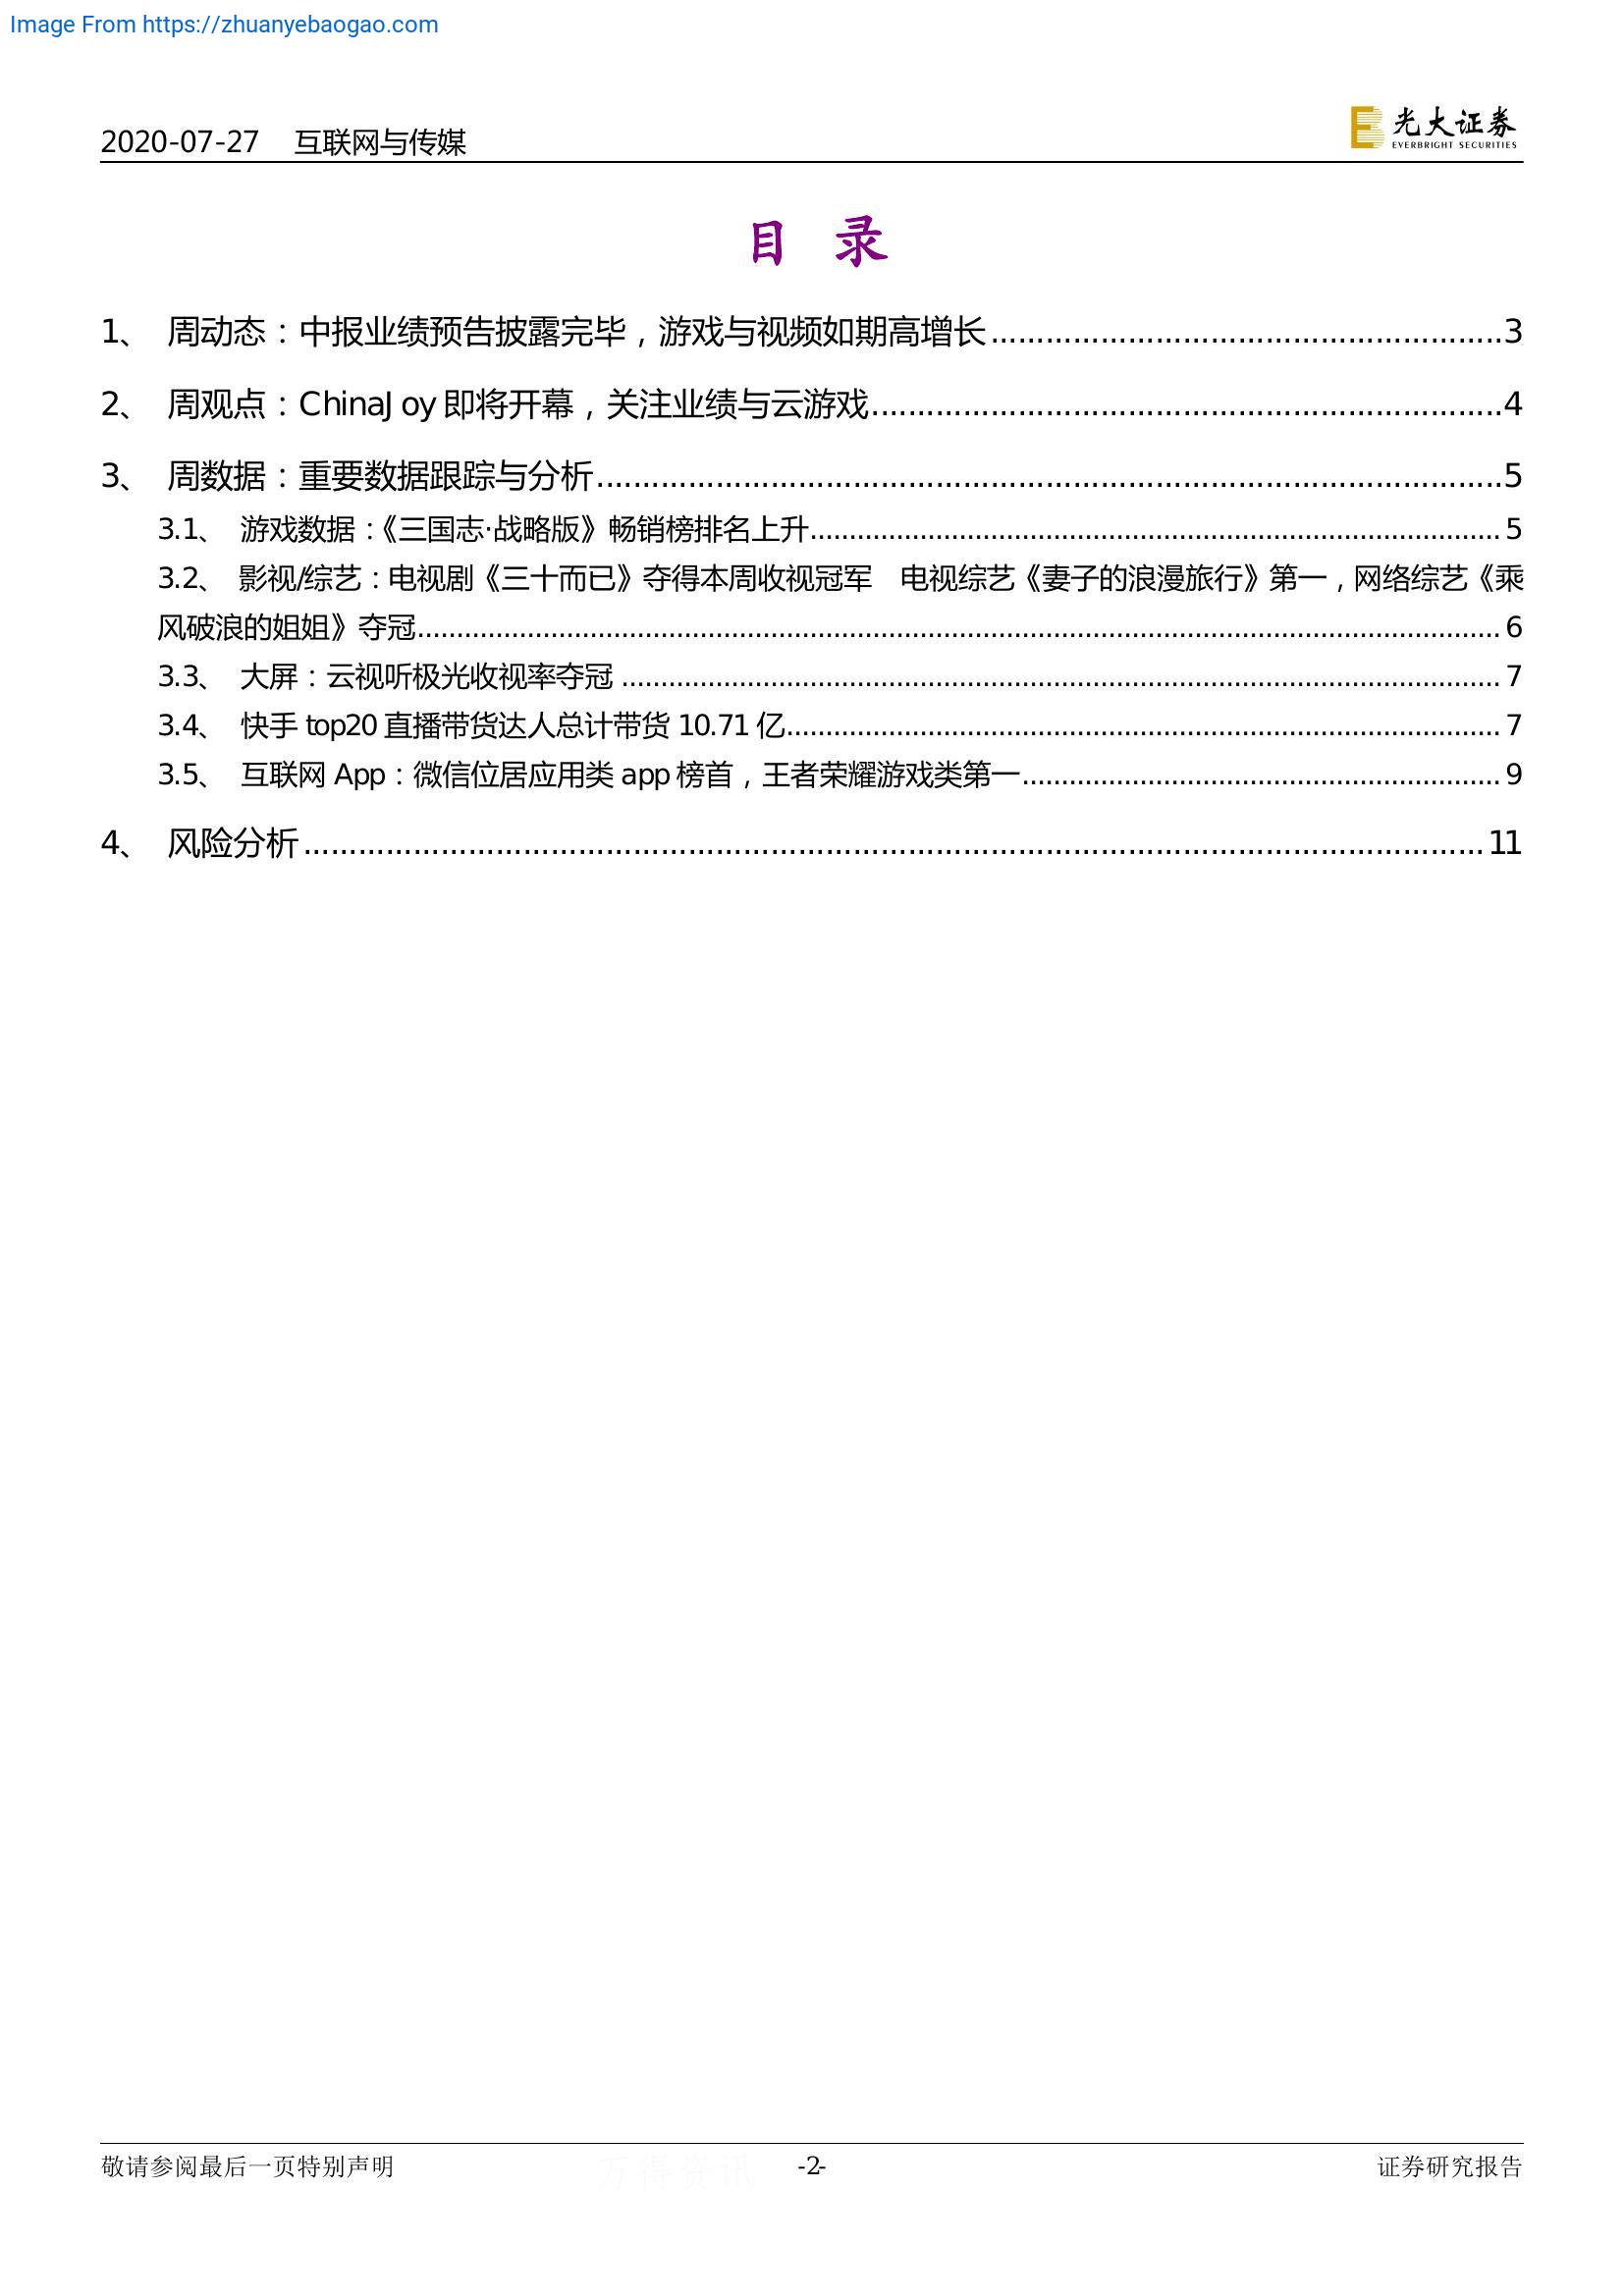 Image From https://zhuanyebaogao.com
2020-07-27 互联网与传媒
光大证券
EVERBRIGHT SECURITIES
目 录
1、 周动态：中报业绩预告披露完毕，游戏与视频如期高增长 3
2、 周观点：ChinaJoy 即将开幕，关注业绩与云游戏 4
3、 周数据：重要数据跟踪与分析 5
3.1、 游戏数据：《三国志·战略版》畅销榜排名上升 5
3.2、 影视/综艺：电视剧《三十而已》夺得本周收视冠军 电视综艺《妻子的浪漫旅行》第一，网络综艺《乘
风破浪的姐姐》夺冠 6
3.3、 大屏：云视听极光收视率夺冠 7
3.4、 快手 top20 直播带货达人总计带货 10.71 亿 7
3.5、 互联网 App：微信位居应用类 app 榜首，王者荣耀游戏类第一 9
4、 风险分析 11
敬请参阅最后一页特别声明 万得资讯 -2- 证券研究报告